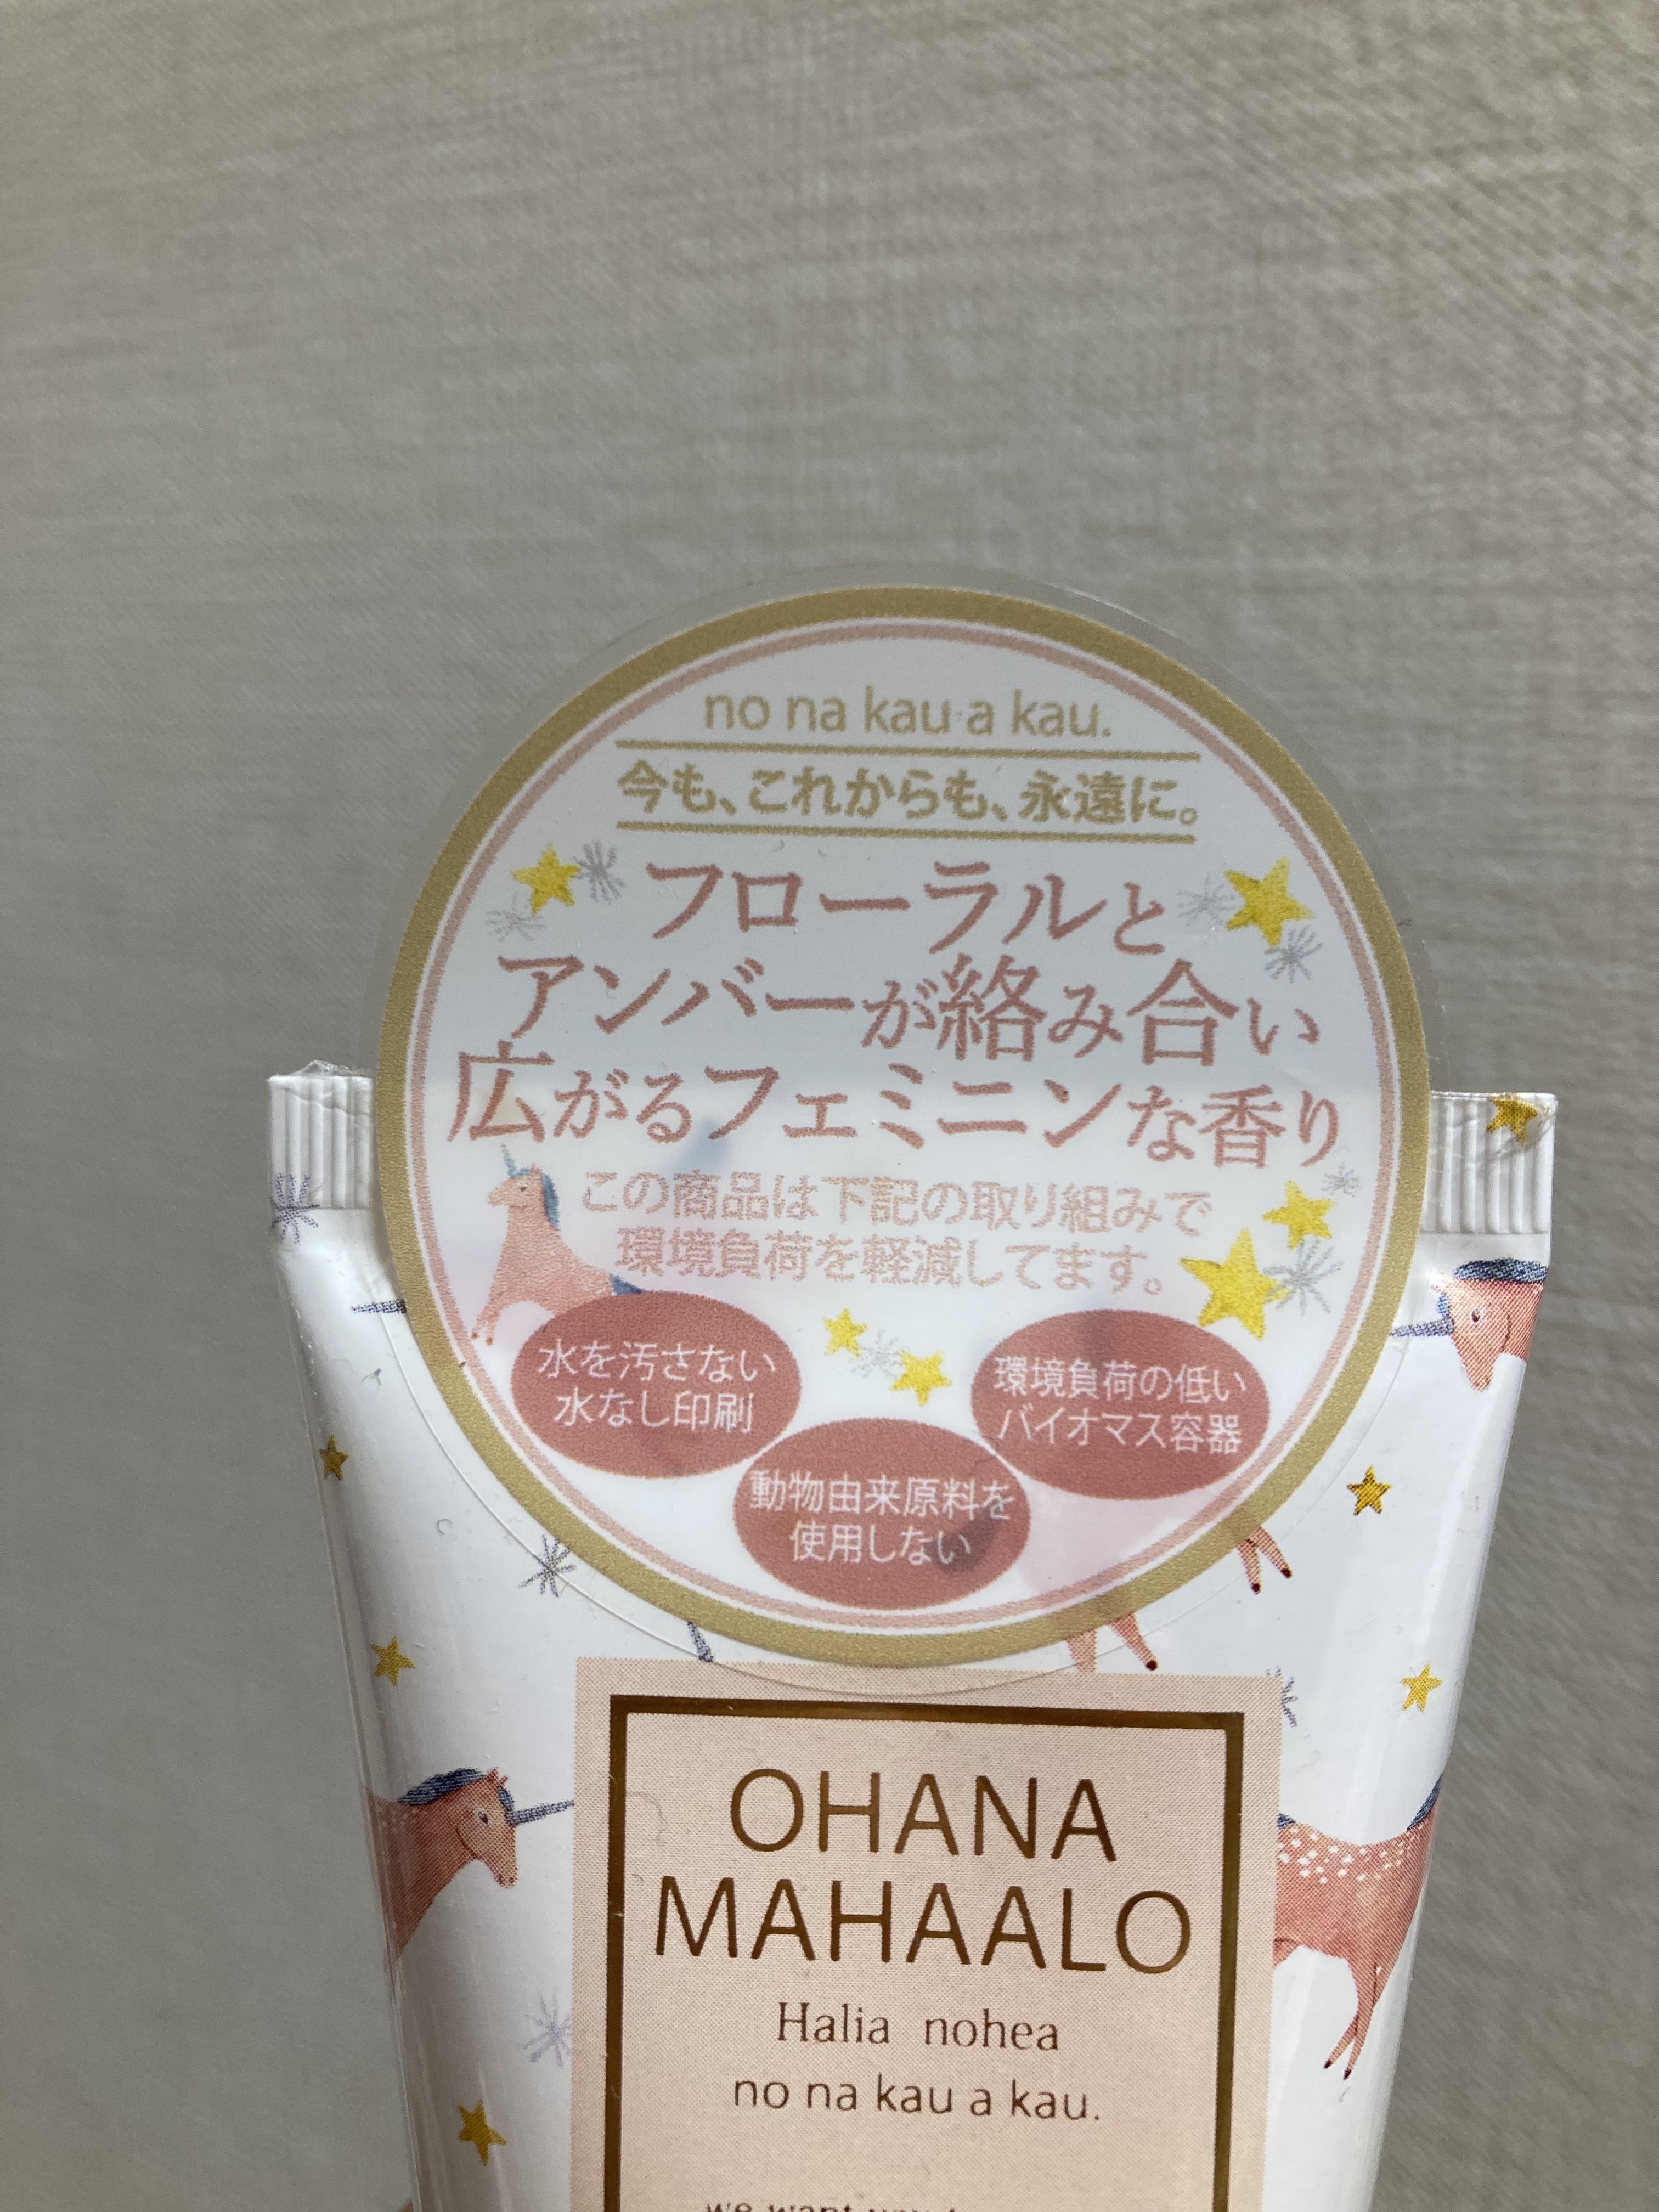 no na kau a kau.
今も、これからも、永遠に。
フローラルと
アンバーが絡み合い
広がるフェミニンな香り
この商品は下記の取り組みで
環境負荷を軽減してます。
水を汚さない
水なし印刷
環境負荷の低い
バイオマス容器
動物由来原料を
使用しない
OHANA
MAHAALO
Halia nohea
no na kau a kau.
we want you